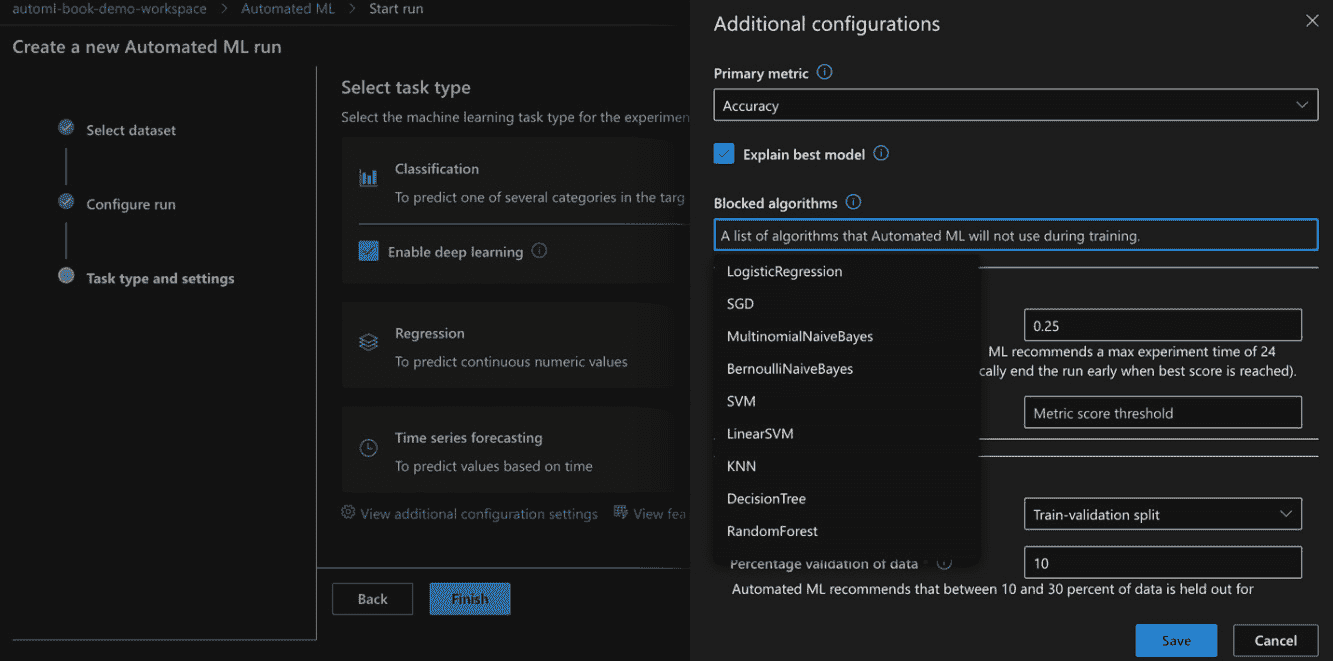 automl-book-demo-workspace > Automated ML > Start run
Create a new Automated ML run
Select dataset
Configure run
Task type and settings
Select task type
Select the machine learning task type for the experimen
Classification
To predict one of several categories in the targ
Enable deep learning
Regression
To predict continuous numeric values
Time series forecasting
To predict values based on time
View additional configuration settings View fea
Back Finish
Additional configurations
Primary metric
Accuracy
Explain best model
Blocked algorithms
A list of algorithms that Automated ML will not use during training.
LogisticRegression
SGD
MultinomialNaiveBayes
BernoulliNaiveBayes
SVM
LinearSVM
KNN
DecisionTree
RandomForest
0.25
ML recommends a max experiment time of 24
cally end the run early when best score is reached).
Metric score threshold
Train-validation split
Percentage validation of data
10
Automated ML recommends that between 10 and 30 percent of data is held out for
Save Cancel